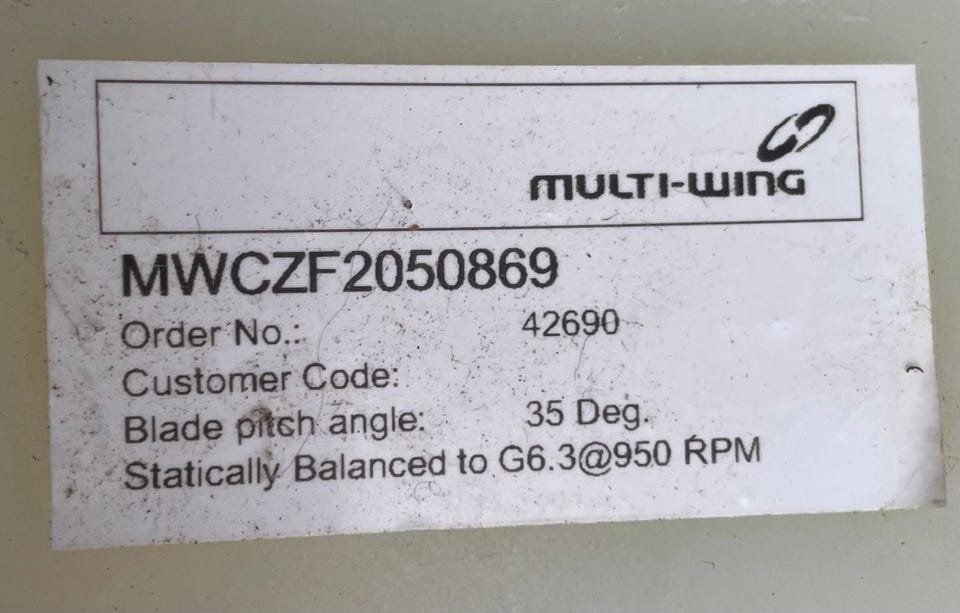 MULTI-WING
MWCZF2050869
Order No.: 42690
Customer Code:
Blade pitch angle: 35 Deg.
Statically Balanced to G6.3@950 RPM